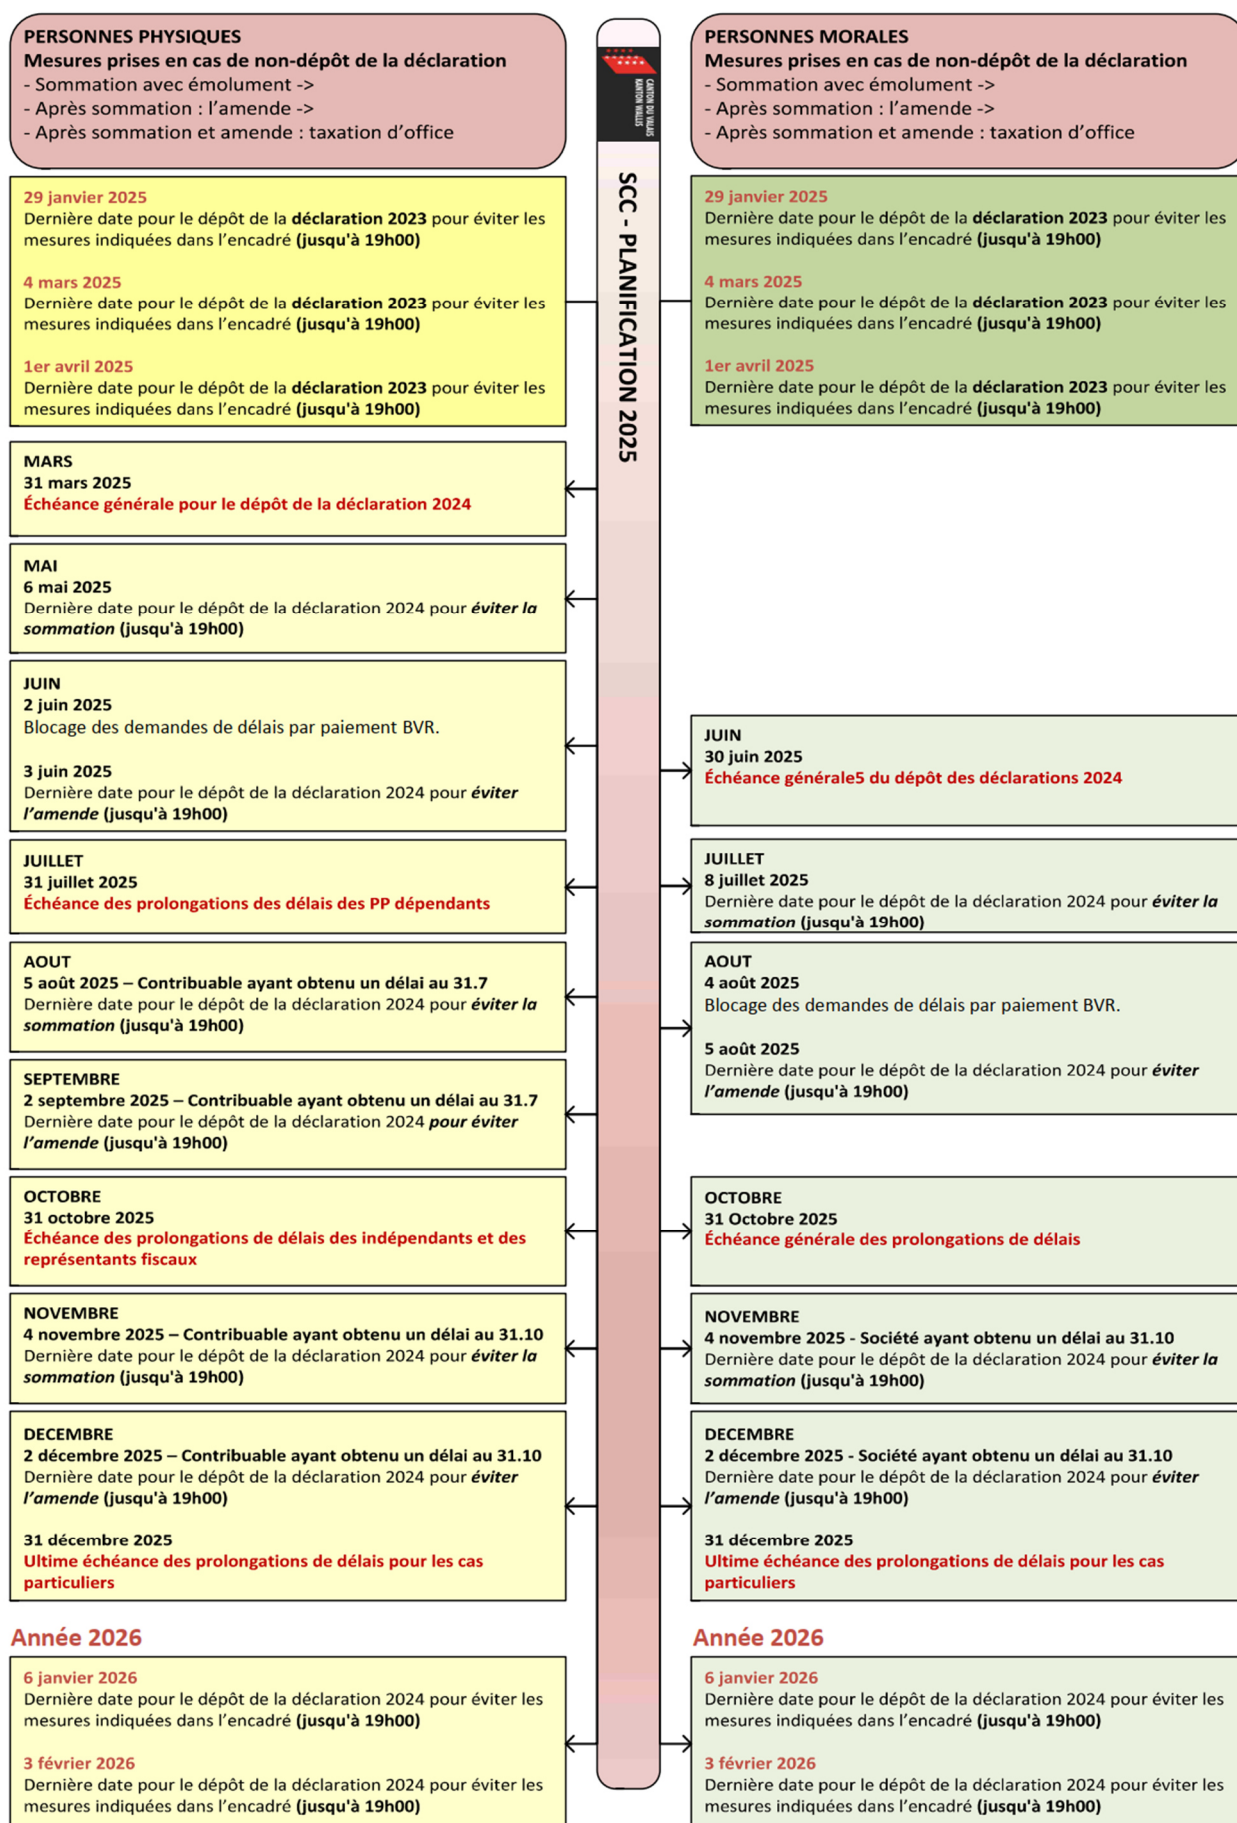 PERSONNES PHYSIQUES
Mesures prises en cas de non-dépôt de la déclaration
- Sommation avec émolument ->
- Après sommation : l’amende ->
- Après sommation et amende : taxation d’office
29 janvier 2025
Dernière date pour le dépôt de la déclaration 2023 pour éviter les
mesures indiquées dans l’encadré (jusqu'à 19h00)
4 mars 2025
Dernière date pour le dépôt de la déclaration 2023 pour éviter les
mesures indiquées dans l’encadré (jusqu'à 19h00)
1er avril 2025
Dernière date pour le dépôt de la déclaration 2023 pour éviter les
mesures indiquées dans l’encadré (jusqu'à 19h00)
MARS
31 mars 2025
Échéance générale pour le dépôt de la déclaration 2024
MAI
6 mai 2025
Dernière date pour le dépôt de la déclaration 2024 pour éviter la
sommation (jusqu'à 19h00)
JUIN
2 juin 2025
Blocage des demandes de délais par paiement BVR.
3 juin 2025
Dernière date pour le dépôt de la déclaration 2024 pour éviter
l’amende (jusqu'à 19h00)
JUILLET
31 juillet 2025
Échéance des prolongations des délais des PP dépendants
AOUT
5 août 2025 – Contribuable ayant obtenu un délai au 31.7
Dernière date pour le dépôt de la déclaration 2024 pour éviter la
sommation (jusqu'à 19h00)
SEPTEMBRE
2 septembre 2025 – Contribuable ayant obtenu un délai au 31.7
Dernière date pour le dépôt de la déclaration 2024 pour éviter
l’amende (jusqu'à 19h00)
OCTOBRE
31 octobre 2025
Échéance des prolongations de délais des indépendants et des
représentants fiscaux
NOVEMBRE
4 novembre 2025 – Contribuable ayant obtenu un délai au 31.10
Dernière date pour le dépôt de la déclaration 2024 pour éviter la
sommation (jusqu'à 19h00)
DECEMBRE
2 décembre 2025 – Contribuable ayant obtenu un délai au 31.10
Dernière date pour le dépôt de la déclaration 2024 pour éviter
l’amende (jusqu'à 19h00)
31 décembre 2025
Ultime échéance des prolongations de délais pour les cas
particuliers
Année 2026
6 janvier 2026
Dernière date pour le dépôt de la déclaration 2024 pour éviter les
mesures indiquées dans l’encadré (jusqu'à 19h00)
3 février 2026
Dernière date pour le dépôt de la déclaration 2024 pour éviter les
mesures indiquées dans l’encadré (jusqu'à 19h00)
CANTON DU VALAIS
KANTON WALLIS
SCC - PLANIFICATION 2025
PERSONNES MORALES
Mesures prises en cas de non-dépôt de la déclaration
- Sommation avec émolument ->
- Après sommation : l’amende ->
- Après sommation et amende : taxation d’office
29 janvier 2025
Dernière date pour le dépôt de la déclaration 2023 pour éviter les
mesures indiquées dans l’encadré (jusqu'à 19h00)
4 mars 2025
Dernière date pour le dépôt de la déclaration 2023 pour éviter les
mesures indiquées dans l’encadré (jusqu'à 19h00)
1er avril 2025
Dernière date pour le dépôt de la déclaration 2023 pour éviter les
mesures indiquées dans l’encadré (jusqu'à 19h00)
JUIN
30 juin 2025
Échéance générale5 du dépôt des déclarations 2024
JUILLET
8 juillet 2025
Dernière date pour le dépôt de la déclaration 2024 pour éviter la
sommation (jusqu'à 19h00)
AOUT
4 août 2025
Blocage des demandes de délais par paiement BVR.
5 août 2025
Dernière date pour le dépôt de la déclaration 2024 pour éviter
l’amende (jusqu'à 19h00)
OCTOBRE
31 Octobre 2025
Échéance générale des prolongations de délais
NOVEMBRE
4 novembre 2025 - Société ayant obtenu un délai au 31.10
Dernière date pour le dépôt de la déclaration 2024 pour éviter la
sommation (jusqu'à 19h00)
DECEMBRE
2 décembre 2025 - Société ayant obtenu un délai au 31.10
Dernière date pour le dépôt de la déclaration 2024 pour éviter
l’amende (jusqu'à 19h00)
31 décembre 2025
Ultime échéance des prolongations de délais pour les cas
particuliers
Année 2026
6 janvier 2026
Dernière date pour le dépôt de la déclaration 2024 pour éviter les
mesures indiquées dans l’encadré (jusqu'à 19h00)
3 février 2026
Dernière date pour le dépôt de la déclaration 2024 pour éviter les
mesures indiquées dans l’encadré (jusqu'à 19h00)